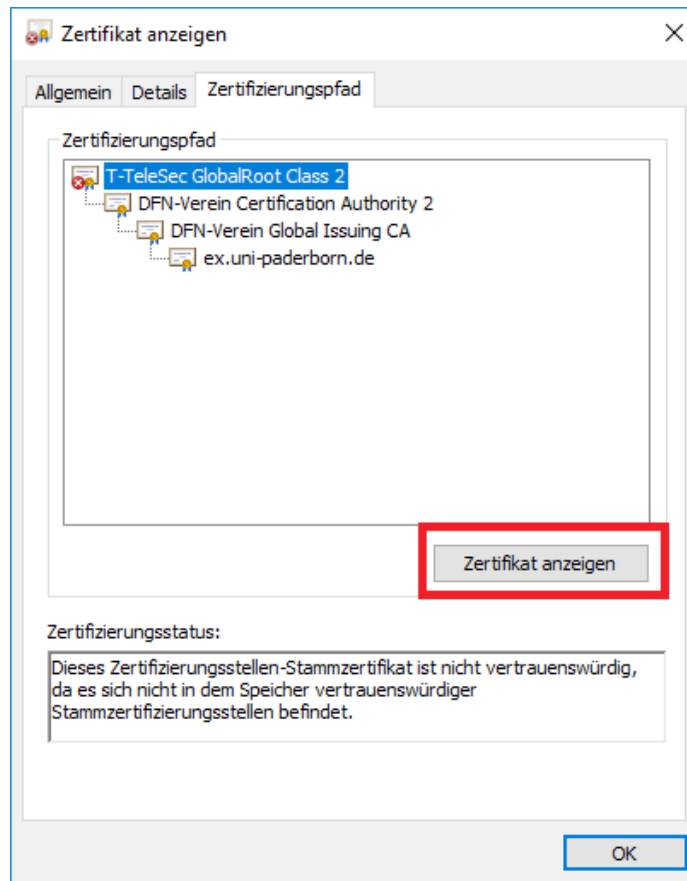 Zertifikat anzeigen
Allgemein Details Zertifizierungspfad
Zertifizierungspfad
T-TeleSec GlobalRoot Class 2
DFN-Verein Certification Authority 2
DFN-Verein Global Issuing CA
ex.uni-paderborn.de
Zertifikat anzeigen
Zertifizierungsstatus:
Dieses Zertifizierungsstellen-Stammzertifikat ist nicht vertrauenswürdig,
da es sich nicht in dem Speicher vertrauenswürdiger
Stammzertifizierungsstellen befindet.
OK